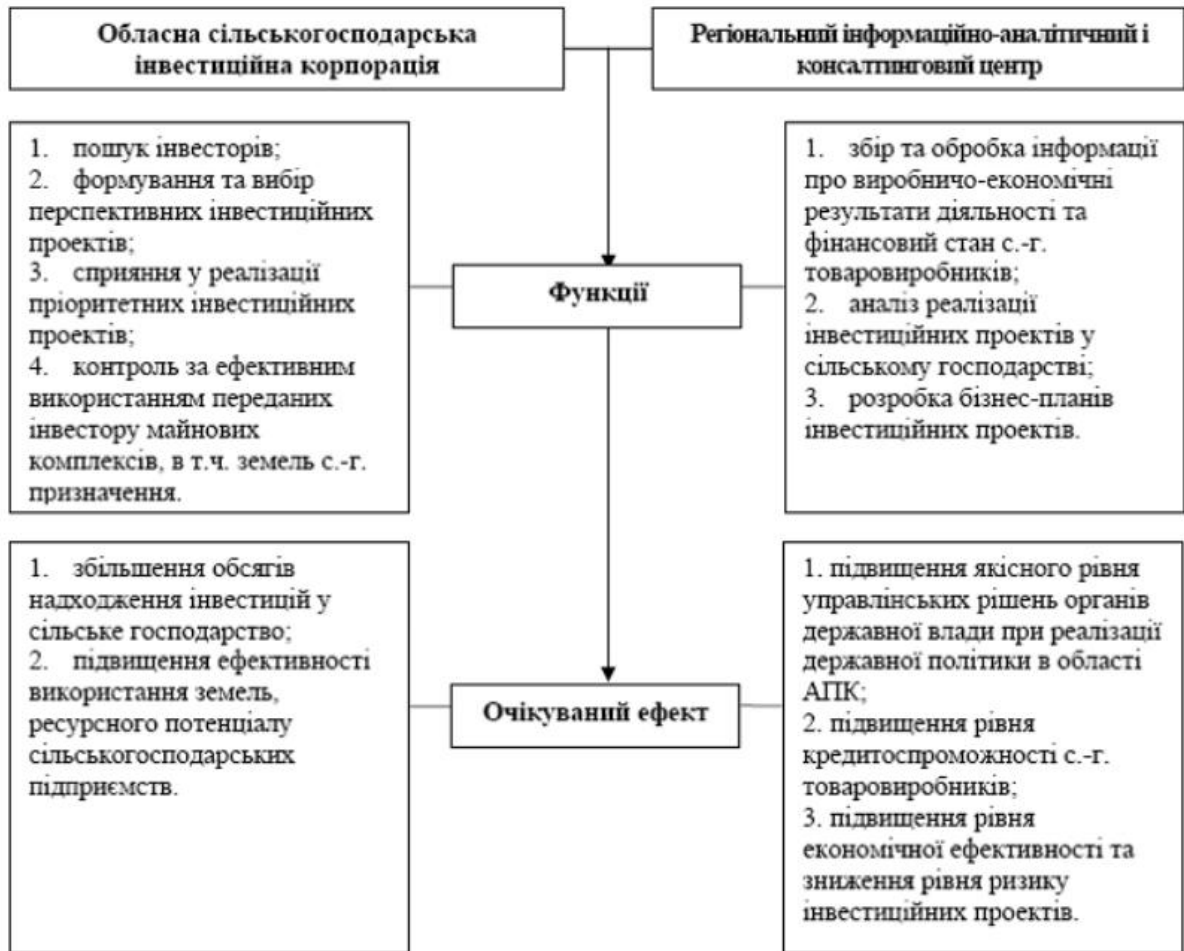 Обласна сільськогосподарська
інвестиційна корпорація
Регіональний інформаційно-аналітичний і
консалтинговий центр
1. пошук інвесторів;
2. формування та вибір
перспективних інвестиційних
проектів;
3. сприяння у реалізації
пріоритетних інвестиційних
проектів;
4. контроль за ефективним
використанням переданих
інвестору майнових
комплексів, в т.ч. земель с.-г.
призначення.
Функції
1. збір та обробка інформації
про виробничо-економічні
результати діяльності та
фінансовий стан с.-г.
товаровиробників;
2. аналіз реалізації
інвестиційних проектів у
сільському господарстві;
3. розробка бізнес-планів
інвестиційних проектів.
1. збільшення обсягів
надходження інвестицій у
сільське господарство;
2. підвищення ефективності
використання земель,
ресурсного потенціалу
сільськогосподарських
підприємств.
Очікуваний ефект
1. підвищення якісного рівня
управлінських рішень органів
державної влади при реалізації
державної політики в області
АПК;
2. підвищення рівня
кредитоспроможності с.-г.
товаровиробників;
3. підвищення рівня
економічної ефективності та
зниження рівня ризику
інвестиційних проектів.